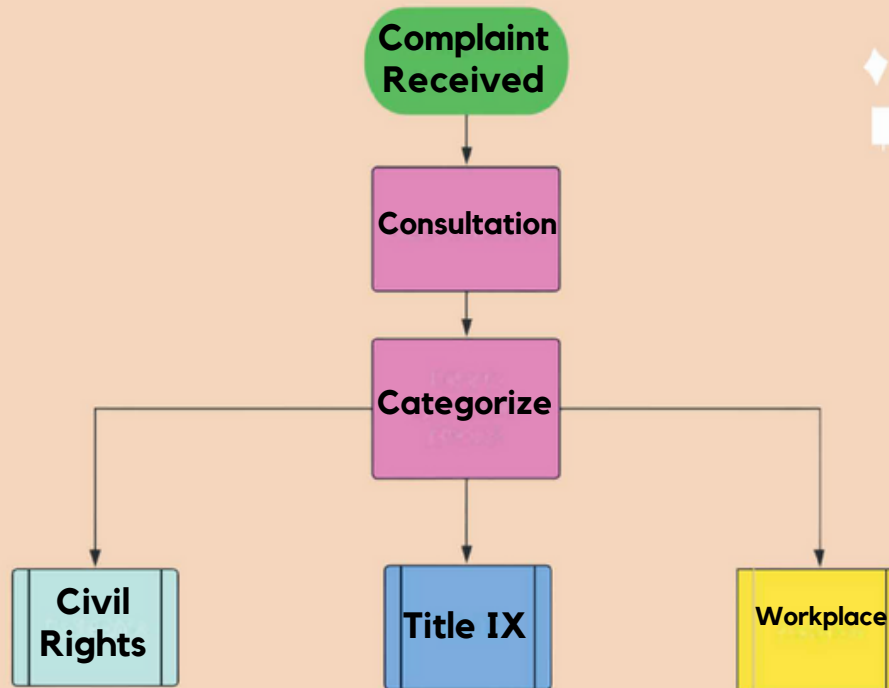 Complaint
Received
Consultation
Categorize
Civil
Rights
Title IX
Workplace